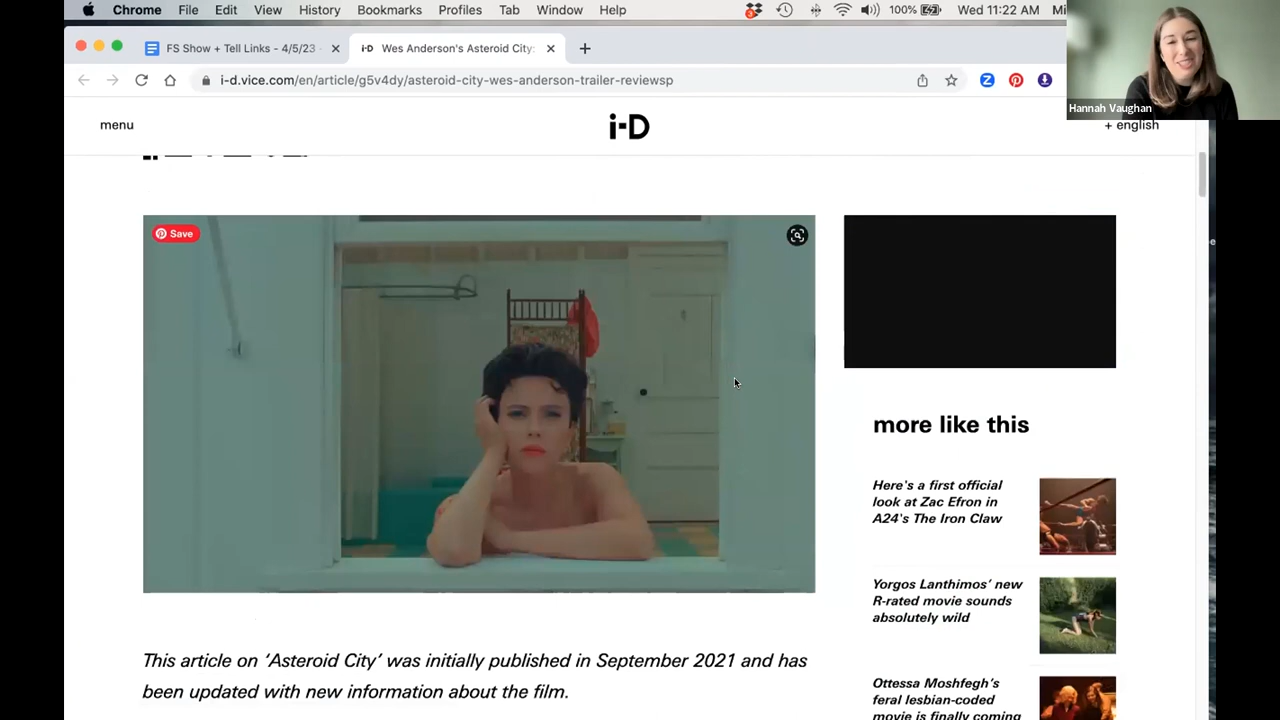 Chrome File Edit View History Bookmarks Profiles Tab Window Help 3 100% Wed 11:22 AM Mi
FS Show + Tell Links - 4/5/23 Wes Anderson's Asteroid City:
i-d.vice.com/en/article/g5v4dy/asteroid-city-wes-anderson-trailer-reviewsp
Hannah Vaughan
menu i-D + english
Save
more like this
Here's a first official
look at Zac Efron in
A24's The Iron Claw
Yorgos Lanthimos' new
R-rated movie sounds
absolutely wild
This article on ‘Asteroid City’ was initially published in September 2021 and has
been updated with new information about the film.
Ottessa Moshfegh's
feral lesbian-coded
movie is finally coming